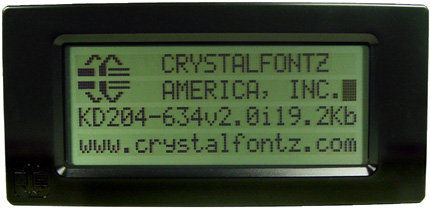 CRYSTALFONTZ
AMERICA, INC.
KD204-634v2.0i19.2Kb
www.crystalfontz.com